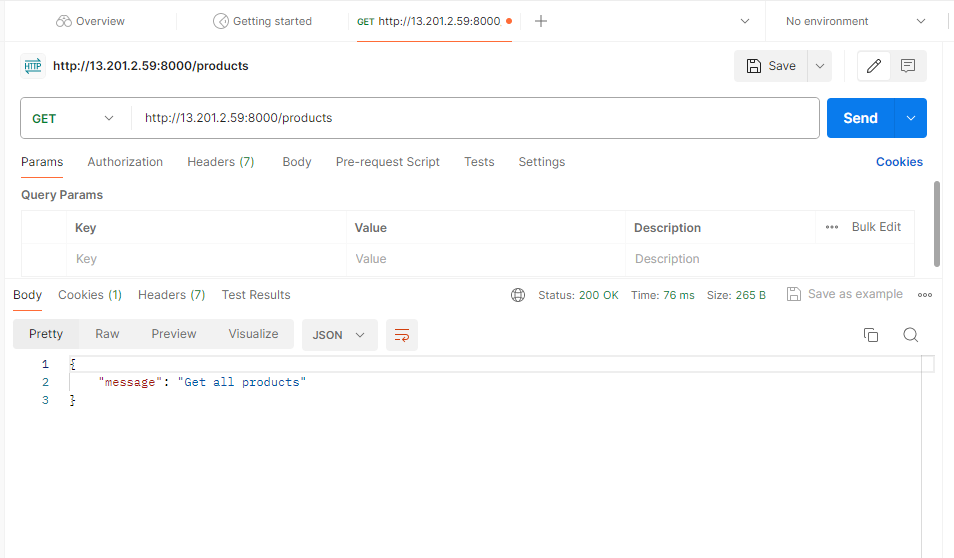 Overview Getting started GET http://13.201.2.59:8000 No environment
HTTP http://13.201.2.59:8000/products Save
GET http://13.201.2.59:8000/products Send
Params Authorization Headers (7) Body Pre-request Script Tests Settings Cookies
Query Params
Key Value Description Bulk Edit
Key Value Description
Body Cookies (1) Headers (7) Test Results Status: 200 OK Time: 76 ms Size: 265 B Save as example
Pretty Raw Preview Visualize JSON
1 {
2 "message": "Get all products"
3 }